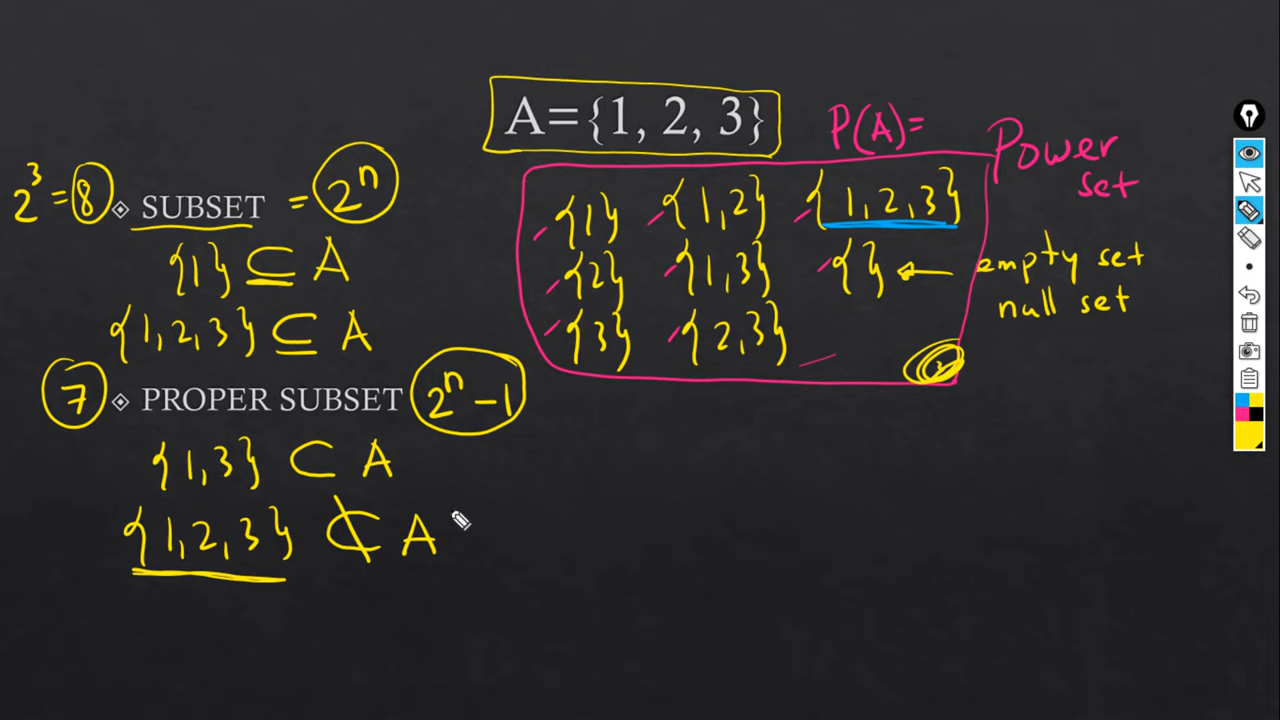 A={1, 2, 3}
P(A)=
Power
set
2³ = 8
SUBSET = 2ⁿ
{1} ⊆ A
{1,2,3} ⊆ A
{1} {1,2} {1,2,3}
{2} {1,3} { } ← empty set
null set
{3} {2,3}
7 PROPER SUBSET 2ⁿ - 1
{1,3} ⊂ A
{1,2,3} ⊄ A